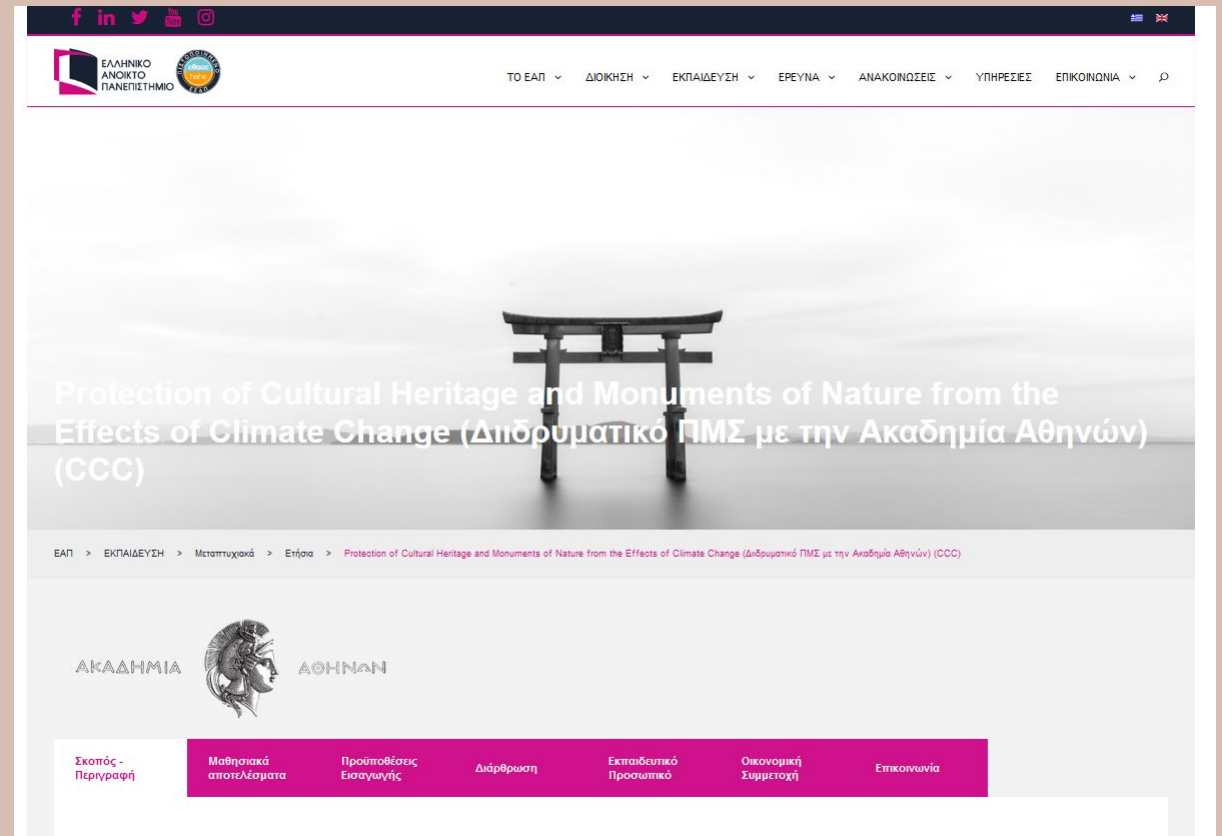 ΕΛΛΗΝΙΚΟ
ΑΝΟΙΚΤΟ
ΠΑΝΕΠΙΣΤΗΜΙΟ
ΤΟ ΕΑΠ ΔΙΟΙΚΗΣΗ ΕΚΠΑΙΔΕΥΣΗ ΕΡΕΥΝΑ ΑΝΑΚΟΙΝΩΣΕΙΣ ΥΠΗΡΕΣΙΕΣ ΕΠΙΚΟΙΝΩΝΙΑ
Protection of Cultural Heritage and Monuments of Nature from the
Effects of Climate Change (Διιδρυματικό ΠΜΣ με την Ακαδημία Αθηνών)
(CCC)
ΕΑΠ > ΕΚΠΑΙΔΕΥΣΗ > Μεταπτυχιακά > Ετήσια > Protection of Cultural Heritage and Monuments of Nature from the Effects of Climate Change (Διιδρυματικό ΠΜΣ με την Ακαδημία Αθηνών) (CCC)
ΑΚΑΔΗΜΙΑ ΑΘΗΝΩΝ
Σκοπός -
Περιγραφή
Μαθησιακά
αποτελέσματα
Προϋποθέσεις
Εισαγωγής
Διάρθρωση
Εκπαιδευτικό
Προσωπικό
Οικονομική
Συμμετοχή
Επικοινωνία